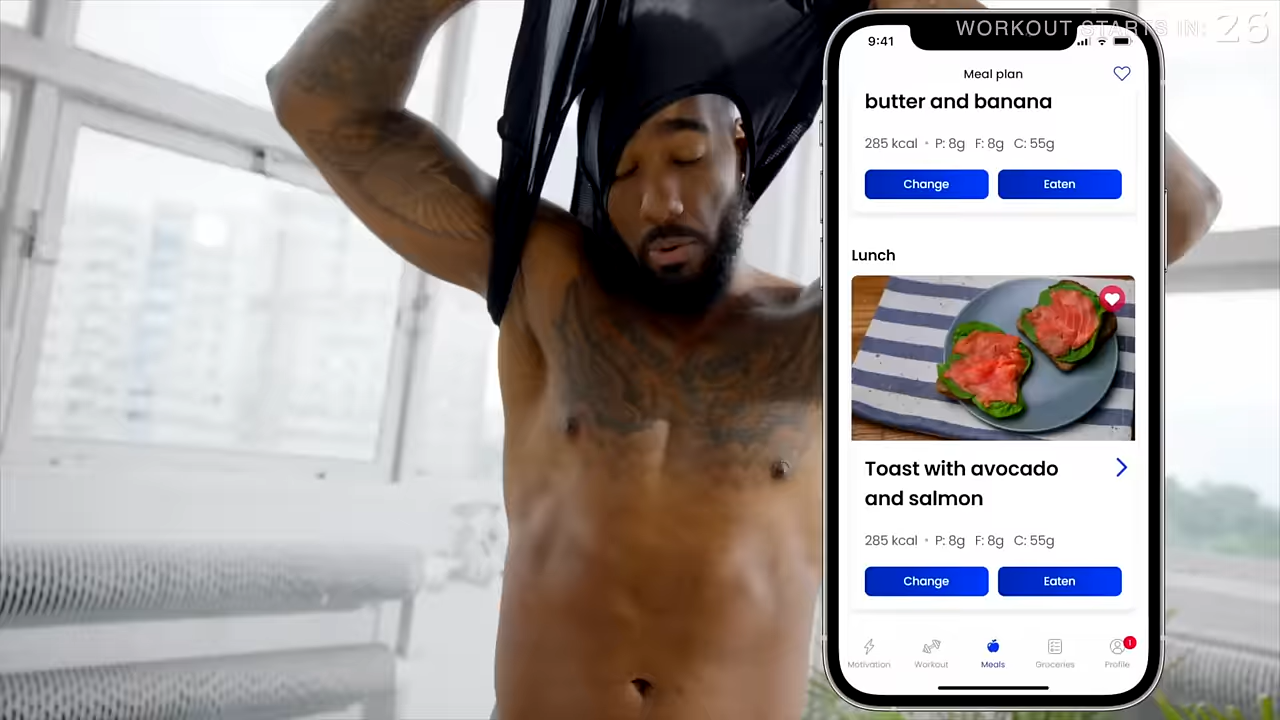 WORKOUT STARTS IN: 26
9:41
Meal plan
butter and banana
285 kcal • P: 8g F: 8g C: 55g
Change Eaten
Lunch
Toast with avocado
and salmon
285 kcal • P: 8g F: 8g C: 55g
Change Eaten
1
Motivation Workout Meals Groceries Profile